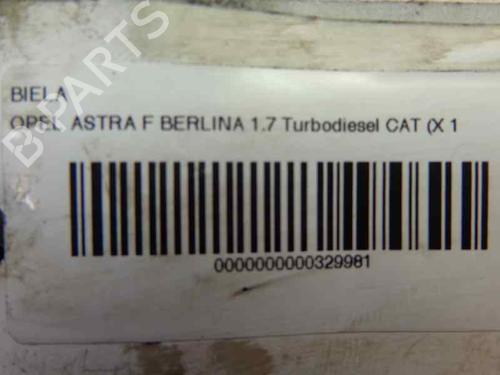 BIELA
OPEL ASTRA F BERLINA 1.7 Turbodiesel CAT (X 1
0000000000329981
B-Parts